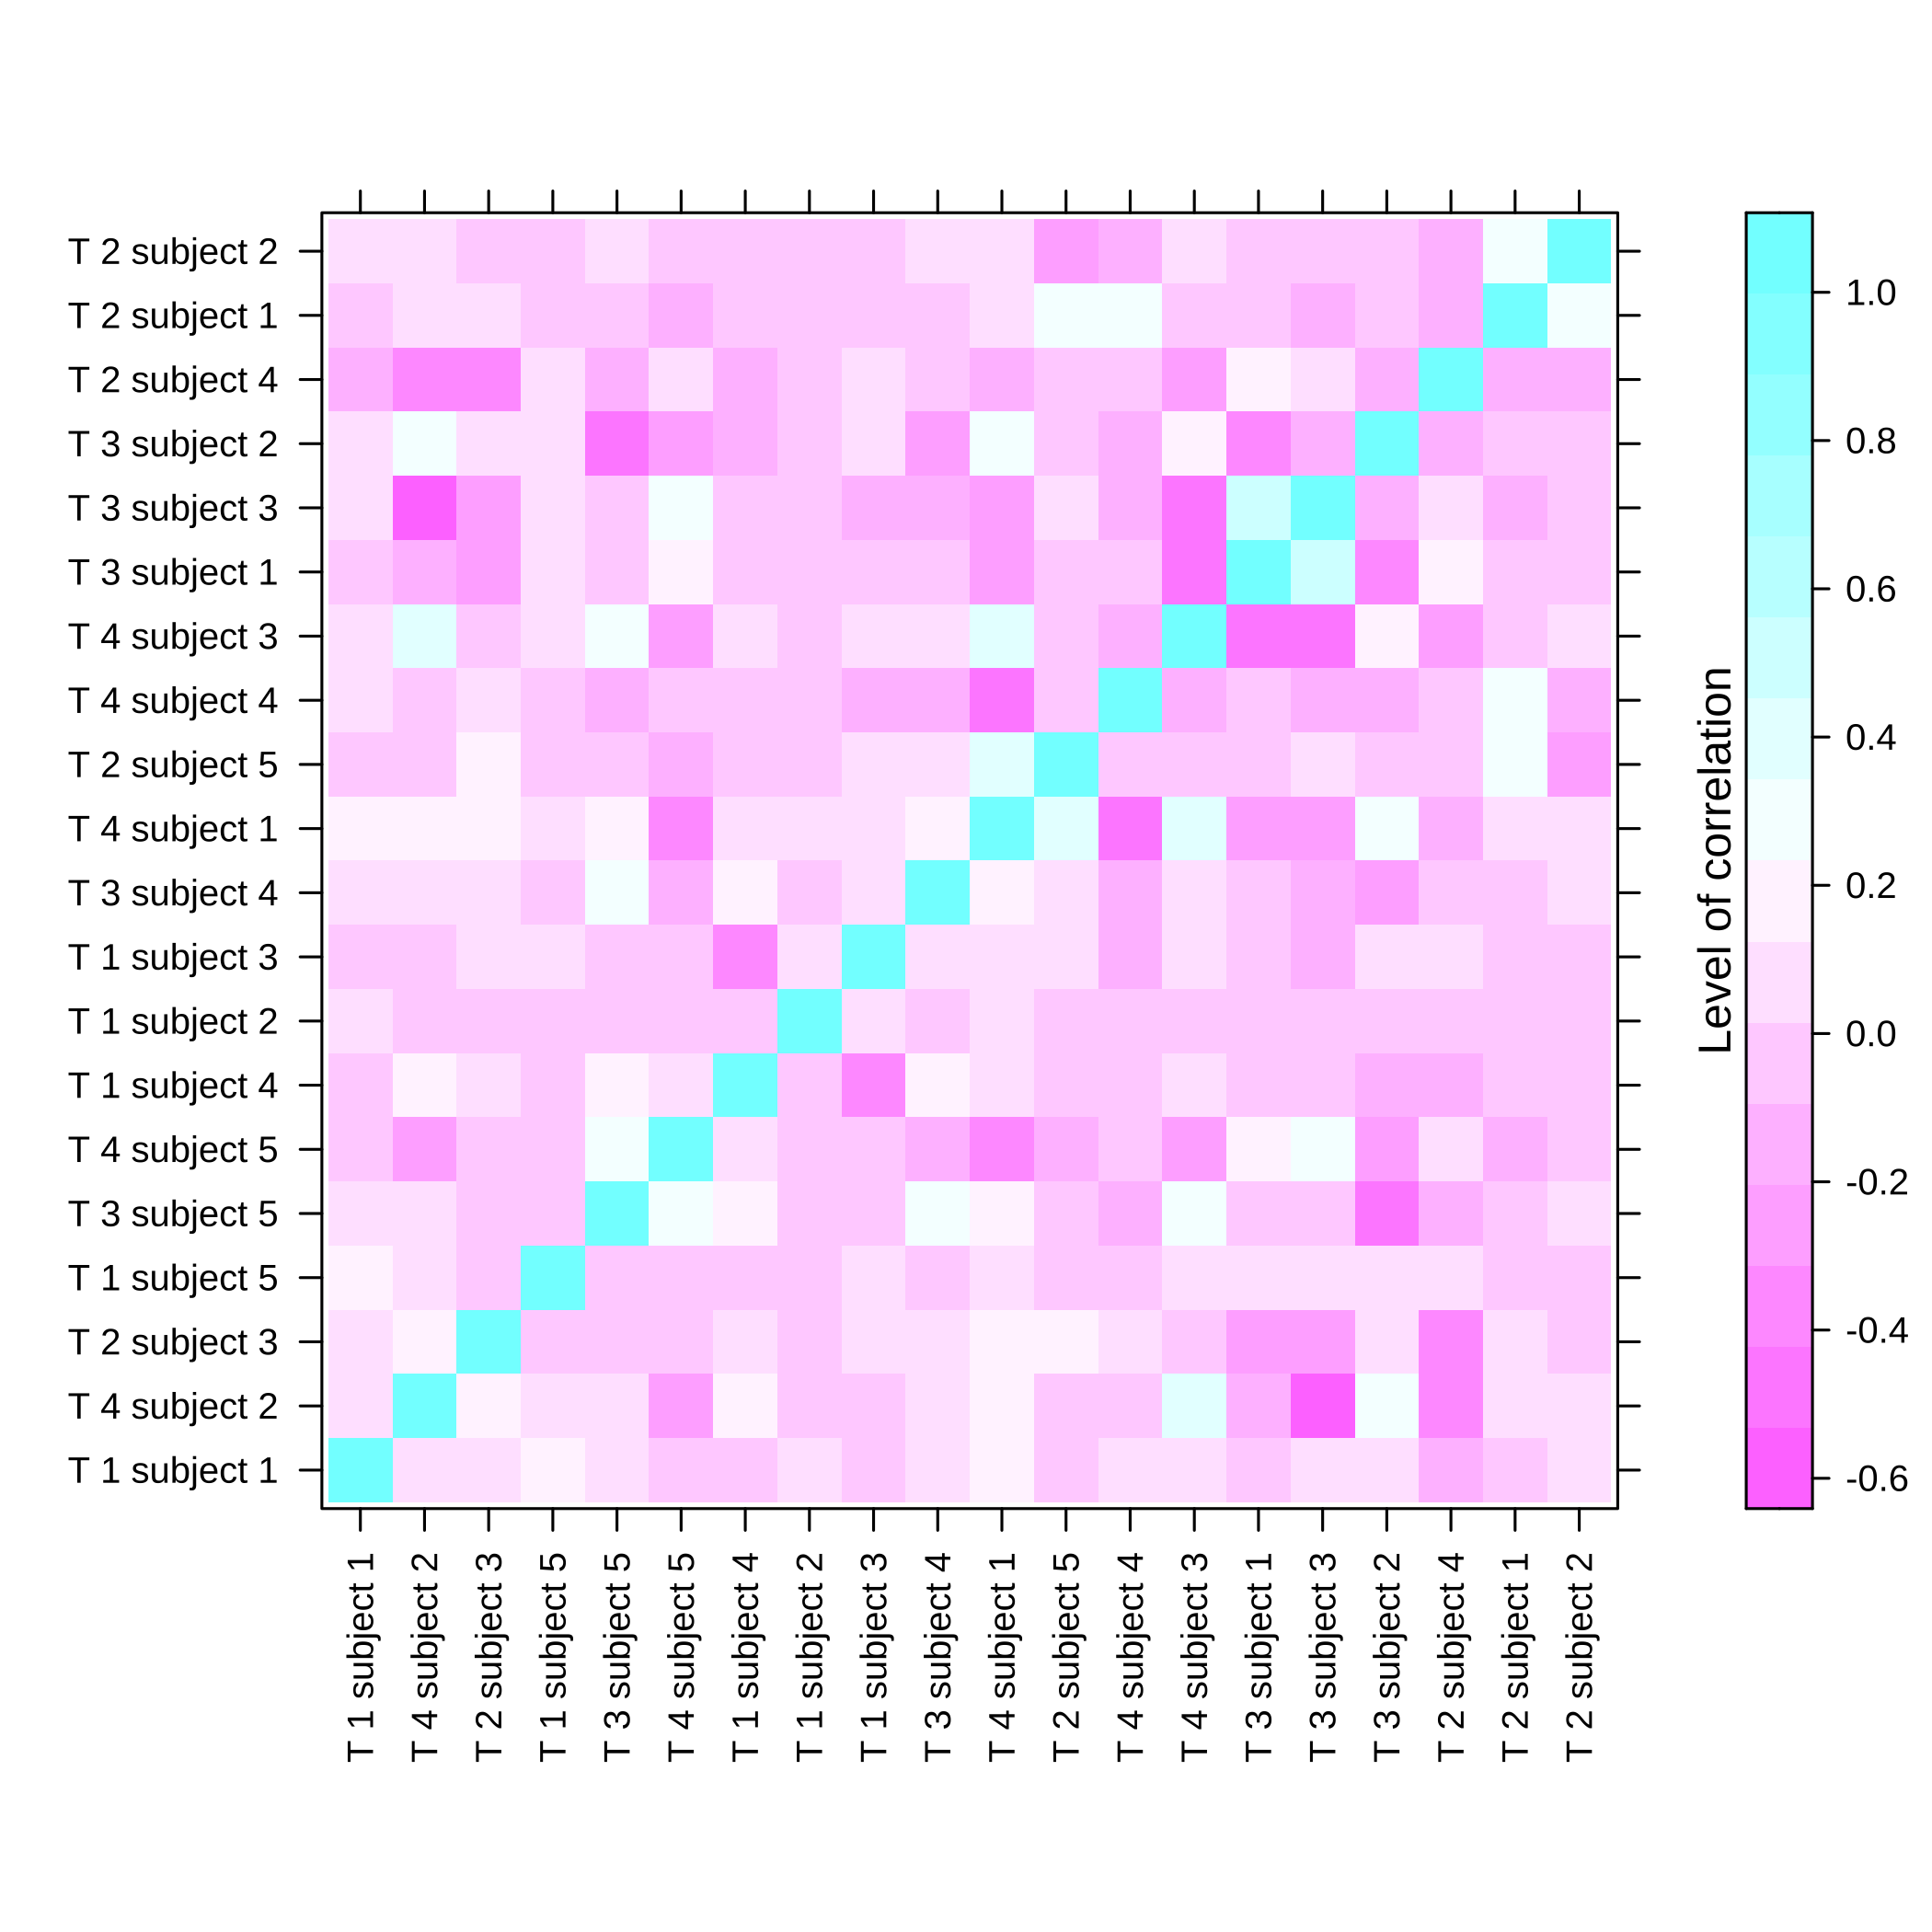 T 2 subject 2
T 2 subject 1
T 2 subject 4
T 3 subject 2
T 3 subject 3
T 3 subject 1
T 4 subject 3
T 4 subject 4
T 2 subject 5
T 4 subject 1
T 3 subject 4
T 1 subject 3
T 1 subject 2
T 1 subject 4
T 4 subject 5
T 3 subject 5
T 1 subject 5
T 2 subject 3
T 4 subject 2
T 1 subject 1
T 1 subject 1
T 4 subject 2
T 2 subject 3
T 1 subject 5
T 3 subject 5
T 4 subject 5
T 1 subject 4
T 1 subject 2
T 1 subject 3
T 3 subject 4
T 4 subject 1
T 2 subject 5
T 4 subject 4
T 4 subject 3
T 3 subject 1
T 3 subject 3
T 3 subject 2
T 2 subject 4
T 2 subject 1
T 2 subject 2
Level of correlation
1.0
0.8
0.6
0.4
0.2
0.0
-0.2
-0.4
-0.6